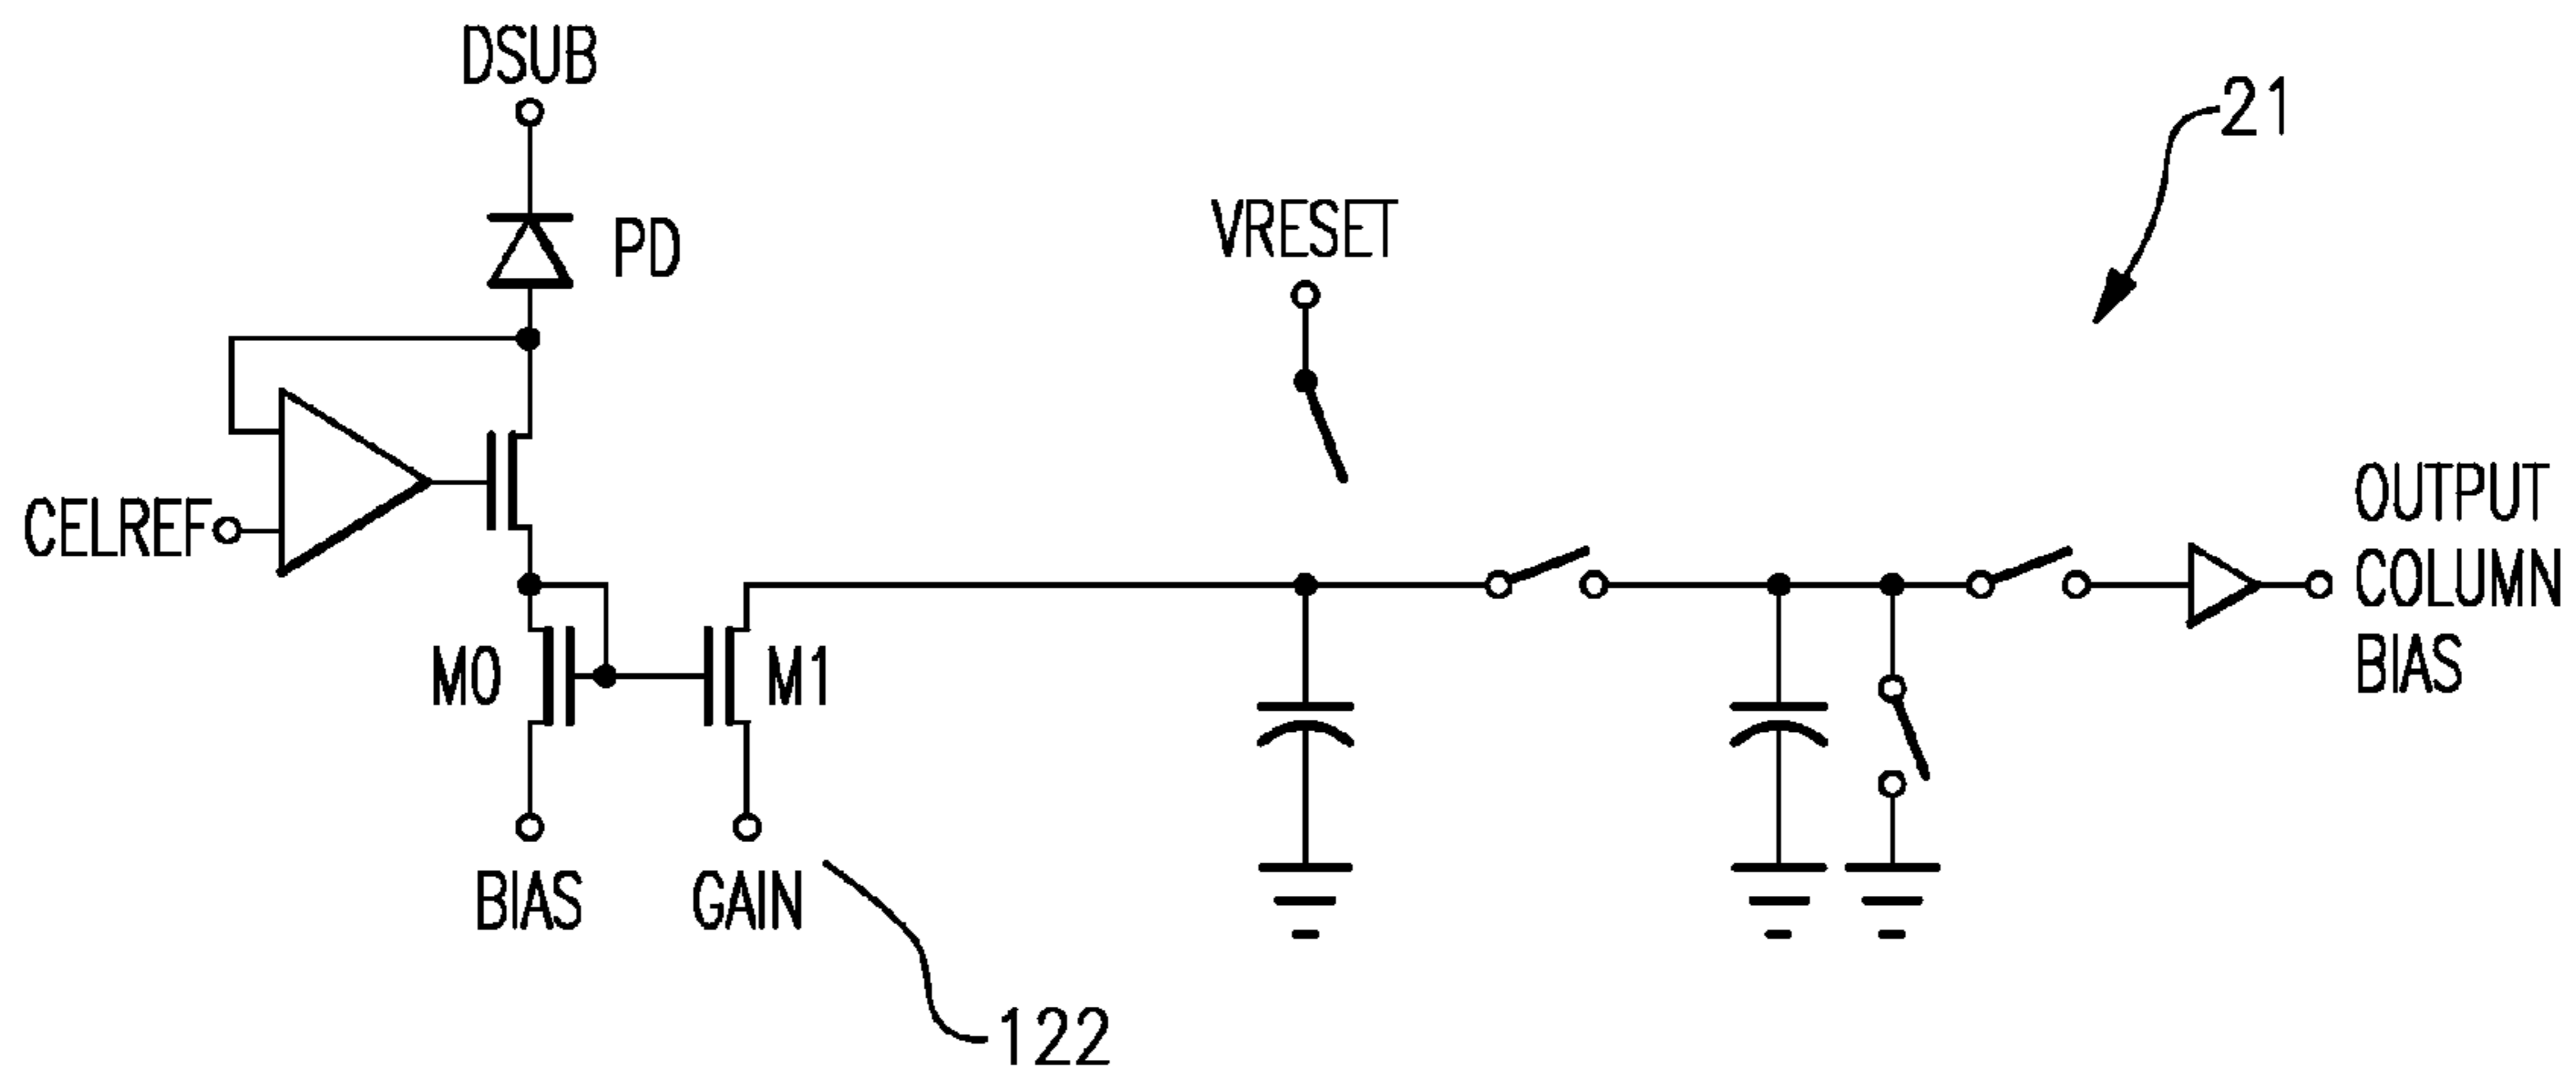 DSUB
21
PD
VRESET
CELREF
OUTPUT
COLUMN
BIAS
M0
M1
BIAS
GAIN
122